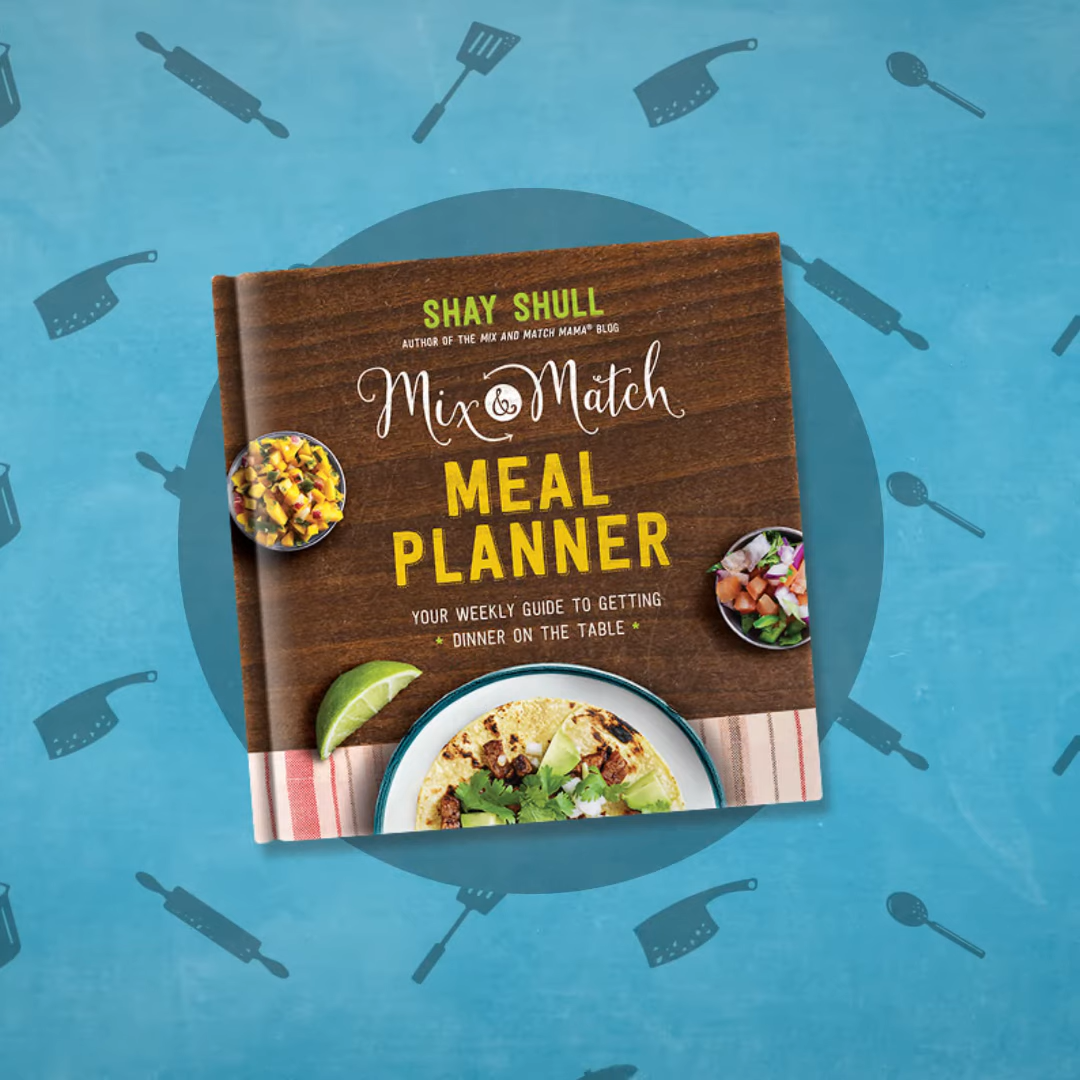 SHAY SHULL
AUTHOR OF THE MIX AND MATCH MAMA® BLOG
Mix & Match
MEAL
PLANNER
YOUR WEEKLY GUIDE TO GETTING
* DINNER ON THE TABLE *